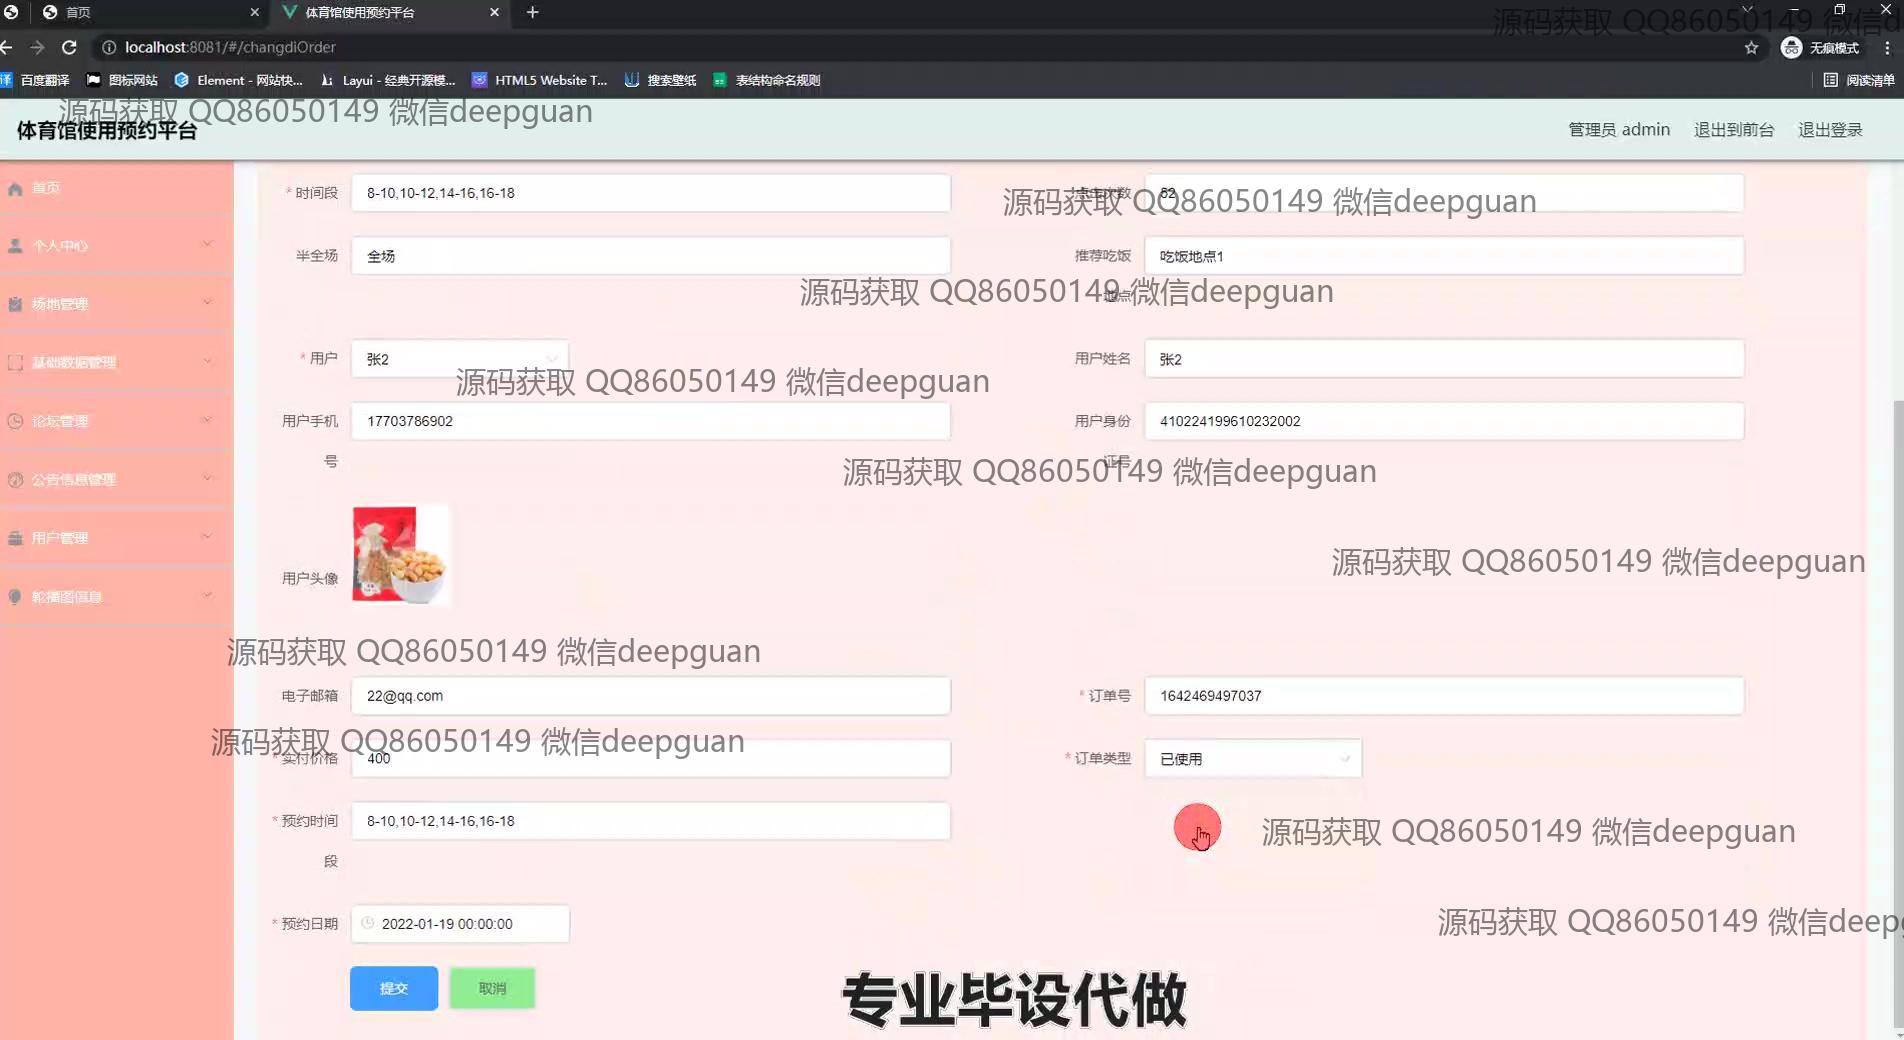 首页
体育馆使用预约平台
源码获取 QQ86050149 微信d
localhost:8081/#/changdiOrder
无痕模式
百度翻译
图标网站
Element - 网站快...
Layui - 经典开源模...
HTML5 Website T...
搜索壁纸
表结构命名规则
阅读清单
源码获取 QQ86050149 微信deepguan
体育馆使用预约平台
管理员 admin
退出到前台
退出登录
首页
个人中心
场地管理
基础数据管理
论坛管理
公告信息管理
用户管理
轮播图信息
* 时间段
8-10,10-12,14-16,16-18
点击次数
52
源码获取 QQ86050149 微信deepguan
半全场
全场
推荐吃饭
地点
吃饭地点1
源码获取 QQ86050149 微信deepguan
* 用户
张2
用户姓名
张2
源码获取 QQ86050149 微信deepguan
用户手机
号
17703786902
用户身份
证号
410224199610232002
源码获取 QQ86050149 微信deepguan
用户头像
源码获取 QQ86050149 微信deepguan
源码获取 QQ86050149 微信deepguan
电子邮箱
22@qq.com
* 订单号
1642469497037
源码获取 QQ86050149 微信deepguan
* 实付价格
400
* 订单类型
已使用
* 预约时间
段
8-10,10-12,14-16,16-18
源码获取 QQ86050149 微信deepguan
* 预约日期
2022-01-19 00:00:00
源码获取 QQ86050149 微信deep
提交
取消
专业毕设代做